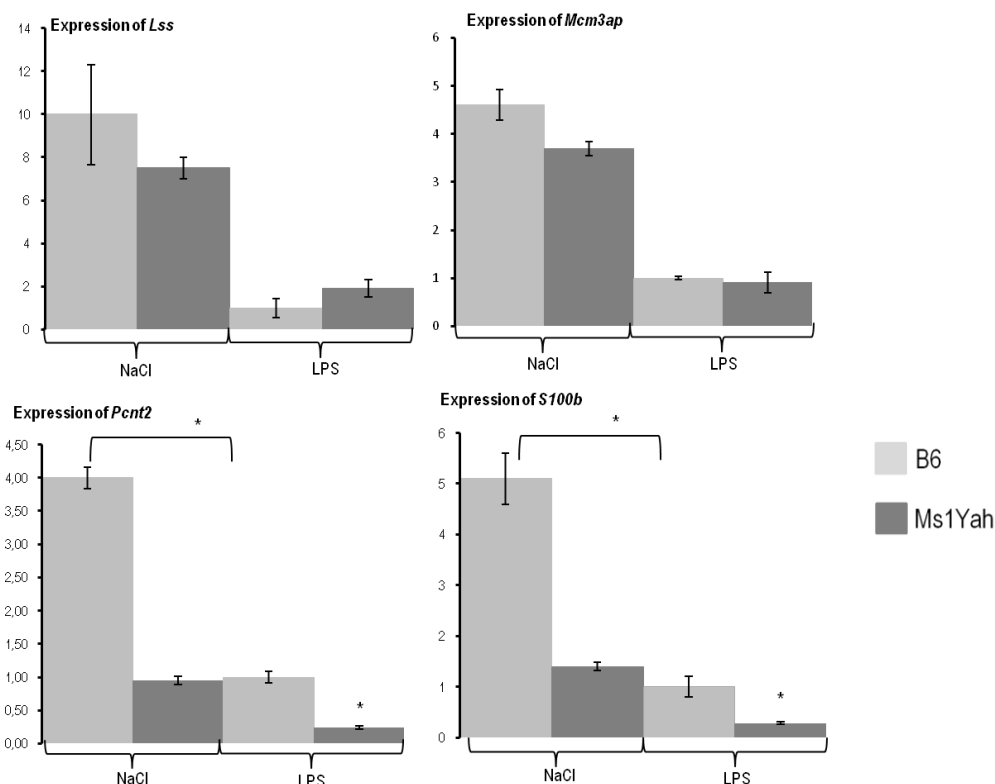 Expression of Lss
14
12
10
8
6
4
2
0
NaCl
LPS
Expression of Mcm3ap
6
5
4
3
2
1
0
NaCl
LPS
Expression of Pcnt2
*
4,50
4,00
3,50
3,00
2,50
2,00
1,50
1,00
0,50
0,00
*
NaCl
LPS
Expression of S100b
*
6
5
4
3
2
1
0
*
NaCl
LPS
B6
Ms1Yah